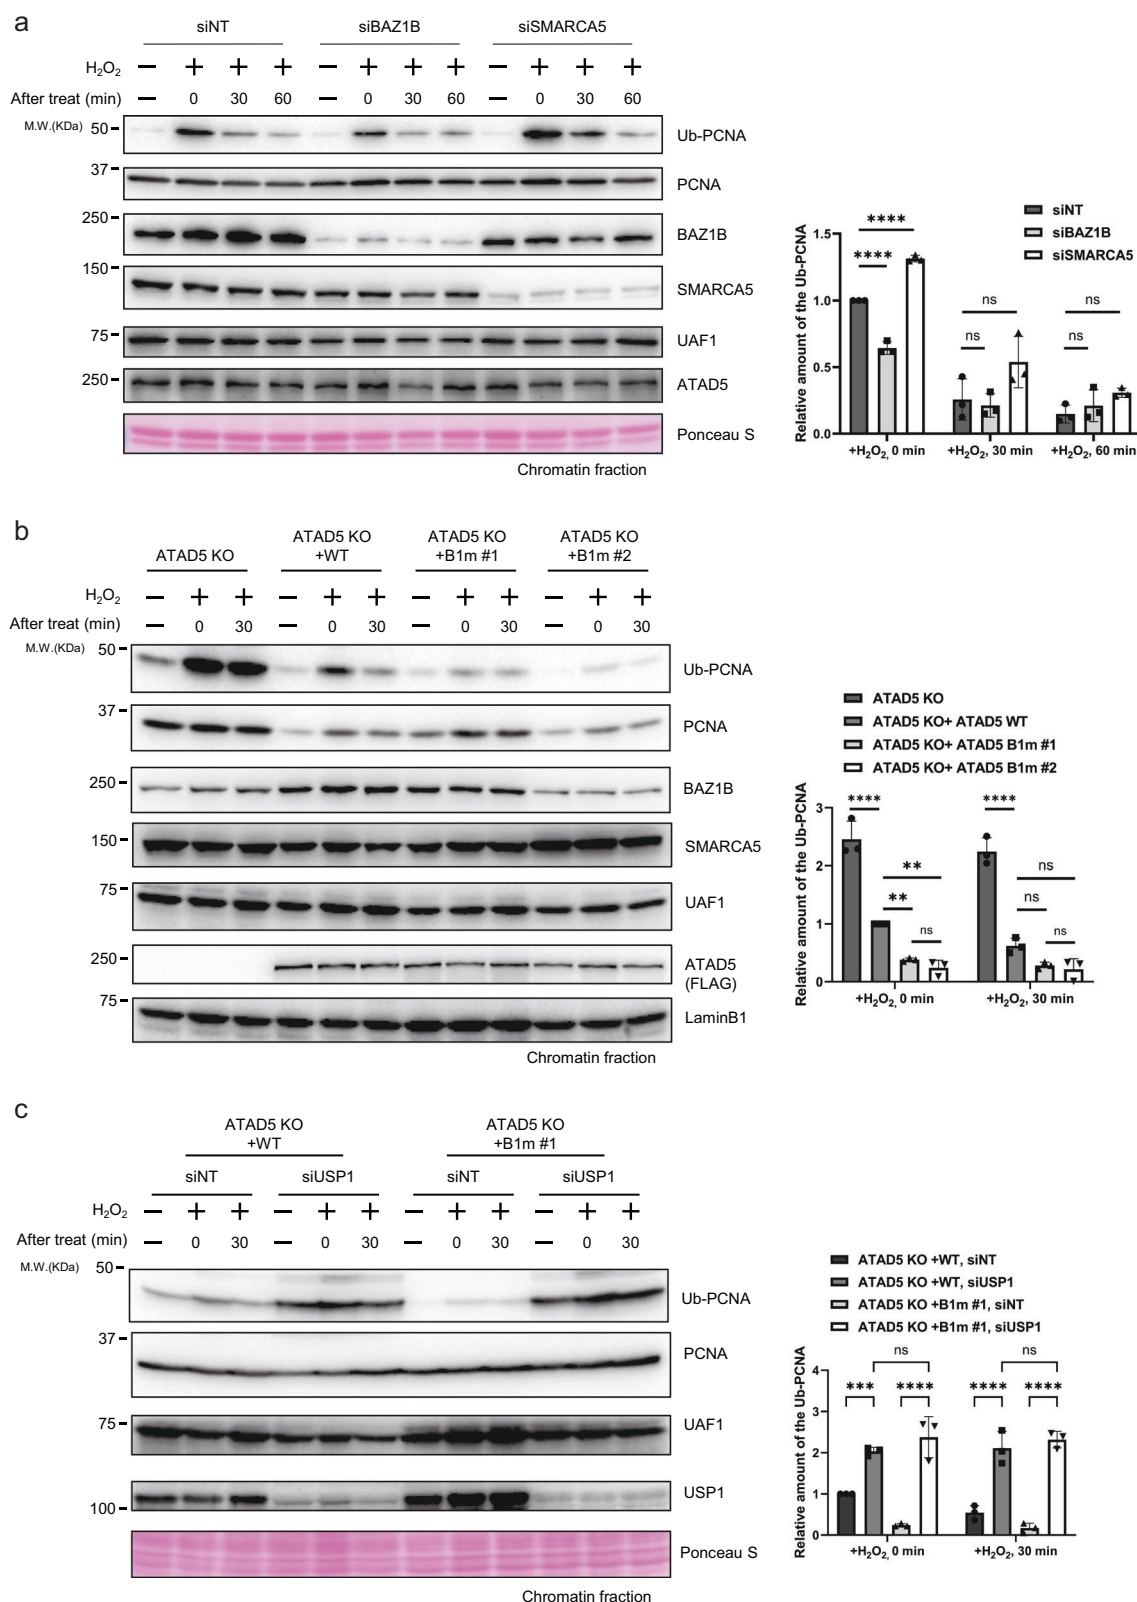 a
siNT siBAZ1B siSMARCA5
H₂O₂ — + + + — + + + — + + +
After treat (min) — 0 30 60 — 0 30 60 — 0 30 60
M.W.(KDa) 50 Ub-PCNA
37 PCNA
250 BAZ1B
150 SMARCA5
75 UAF1
250 ATAD5
Ponceau S
Chromatin fraction
siNT
siBAZ1B
siSMARCA5
Relative amount of the Ub-PCNA
1.5
1.0
0.5
0.0
**** ****
ns ns
ns ns
+H₂O₂, 0 min +H₂O₂, 30 min +H₂O₂, 60 min
b
ATAD5 KO ATAD5 KO +WT ATAD5 KO +B1m #1 ATAD5 KO +B1m #2
H₂O₂ — + + — + + — + + — + +
After treat (min) — 0 30 — 0 30 — 0 30 — 0 30
M.W.(KDa) 50 Ub-PCNA
37 PCNA
250 BAZ1B
150 SMARCA5
75 UAF1
250 ATAD5 (FLAG)
75 LaminB1
Chromatin fraction
ATAD5 KO
ATAD5 KO+ ATAD5 WT
ATAD5 KO+ ATAD5 B1m #1
ATAD5 KO+ ATAD5 B1m #2
Relative amount of the Ub-PCNA
3
2
1
0
**** ** ** ns
**** ns ns ns
+H₂O₂, 0 min +H₂O₂, 30 min
c
ATAD5 KO +WT ATAD5 KO +B1m #1
siNT siUSP1 siNT siUSP1
H₂O₂ — + + — + + — + + — + +
After treat (min) — 0 30 — 0 30 — 0 30 — 0 30
M.W.(KDa) 50 Ub-PCNA
37 PCNA
75 UAF1
100 USP1
Ponceau S
Chromatin fraction
ATAD5 KO +WT, siNT
ATAD5 KO +WT, siUSP1
ATAD5 KO +B1m #1, siNT
ATAD5 KO +B1m #1, siUSP1
Relative amount of the Ub-PCNA
4
3
2
1
0
ns ns
*** **** **** ****
+H₂O₂, 0 min +H₂O₂, 30 min